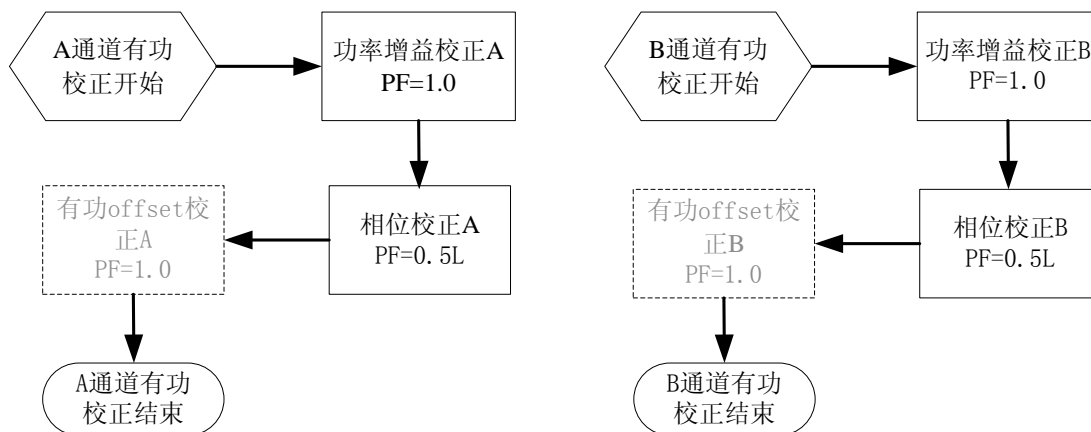 A通道有功
校正开始
功率增益校正A
PF=1.0
相位校正A
PF=0.5L
有功offset校
正A
PF=1.0
A通道有功
校正结束
B通道有功
校正开始
功率增益校正B
PF=1.0
相位校正B
PF=0.5L
有功offset校
正B
PF=1.0
B通道有功
校正结束